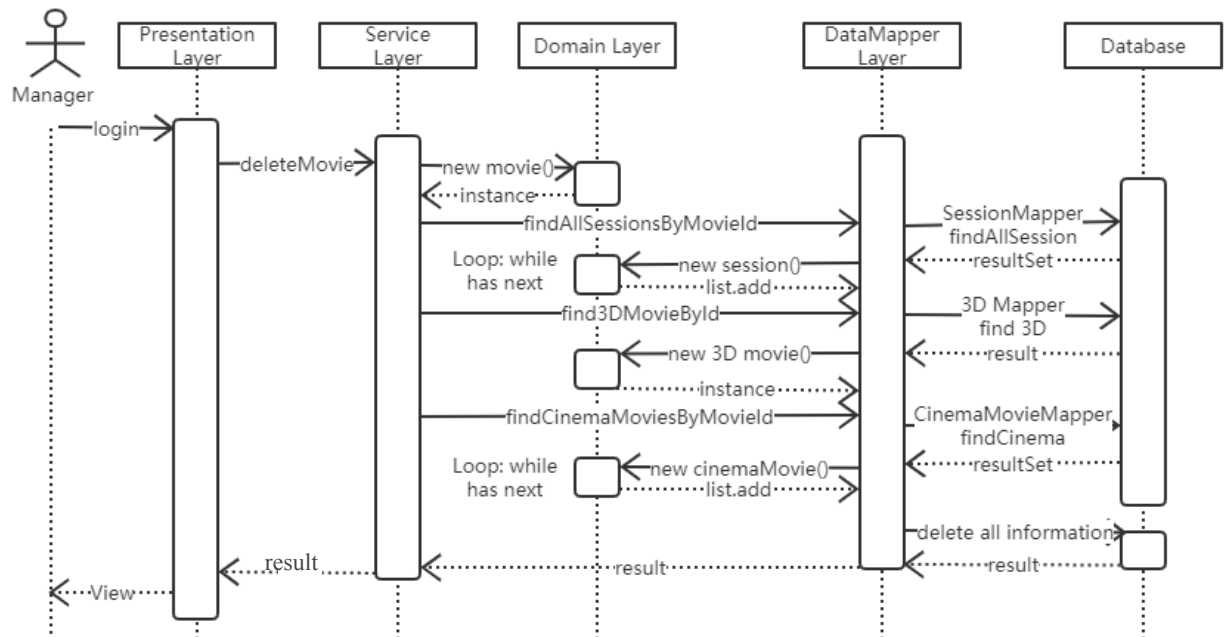 Presentation
Layer
Service
Layer
Domain Layer
DataMapper
Layer
Database
Manager
login
deleteMovie
new movie()
instance
findAllSessionsByMovieId
SessionMapper
findAllSession
resultSet
Loop: while
has next
new session()
list.add
find3DMovieById
3D Mapper
find 3D
result
new 3D movie()
instance
findCinemaMoviesByMovieId
CinemaMovieMapper
findCinema
resultSet
Loop: while
has next
new cinemaMovie()
list.add
delete all information
result
result
result
View